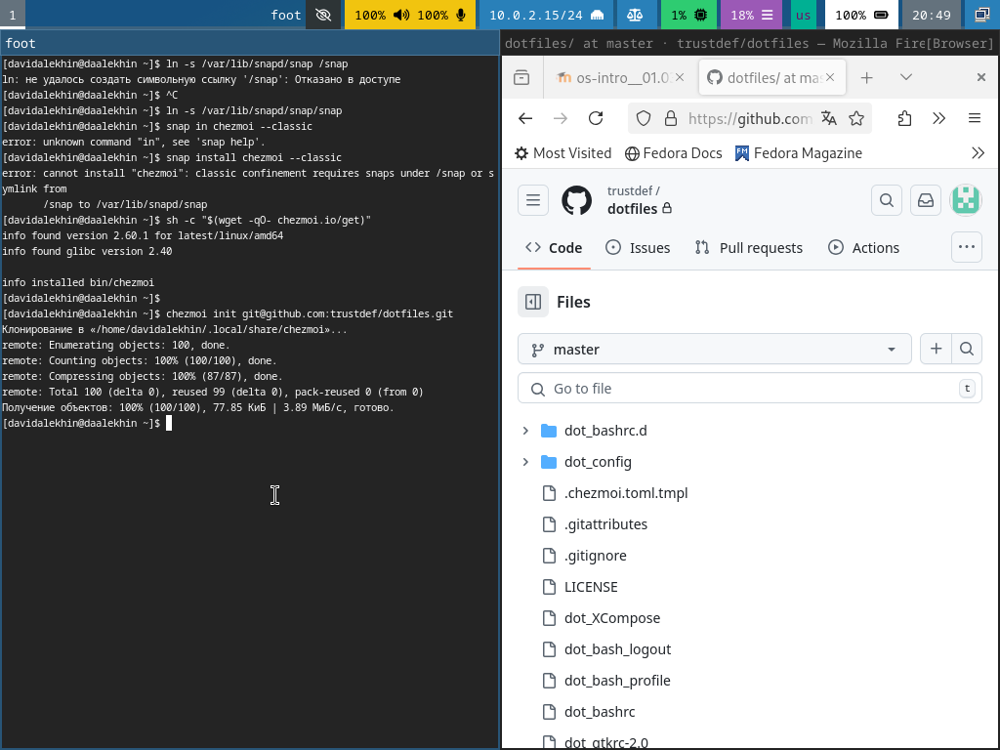 1
foot
100%
100%
10.0.2.15/24
1%
18%
us
100%
20:49
foot
[davidalekhin@daalekhin ~]$ ln -s /var/lib/snapd/snap /snap
ln: не удалось создать символьную ссылку '/snap': Отказано в доступе
[davidalekhin@daalekhin ~]$ ^C
[davidalekhin@daalekhin ~]$ ln -s /var/lib/snapd/snap/snap
[davidalekhin@daalekhin ~]$ snap in chezmoi --classic
error: unknown command "in", see 'snap help'.
[davidalekhin@daalekhin ~]$ snap install chezmoi --classic
error: cannot install "chezmoi": classic confinement requires snaps under /snap or s
ymlink from
/snap to /var/lib/snapd/snap
[davidalekhin@daalekhin ~]$ sh -c "$(wget -qO- chezmoi.io/get)"
info found version 2.60.1 for latest/linux/amd64
info found glibc version 2.40
info installed bin/chezmoi
[davidalekhin@daalekhin ~]$
[davidalekhin@daalekhin ~]$ chezmoi init git@github.com:trustdef/dotfiles.git
Клонирование в «/home/davidalekhin/.local/share/chezmoi»...
remote: Enumerating objects: 100, done.
remote: Counting objects: 100% (100/100), done.
remote: Compressing objects: 100% (87/87), done.
remote: Total 100 (delta 0), reused 99 (delta 0), pack-reused 0 (from 0)
Получение объектов: 100% (100/100), 77.85 КиБ | 3.89 МиБ/с, готово.
[davidalekhin@daalekhin ~]$
dotfiles/ at master · trustdef/dotfiles — Mozilla Fire[Browser]
os-intro__01.0
dotfiles/ at mas
https://github.com
Most Visited
Fedora Docs
Fedora Magazine
trustdef /
dotfiles
Code
Issues
Pull requests
Actions
Files
master
Go to file
t
dot_bashrc.d
dot_config
.chezmoi.toml.tmpl
.gitattributes
.gitignore
LICENSE
dot_XCompose
dot_bash_logout
dot_bash_profile
dot_bashrc
dot_gtkrc-2.0